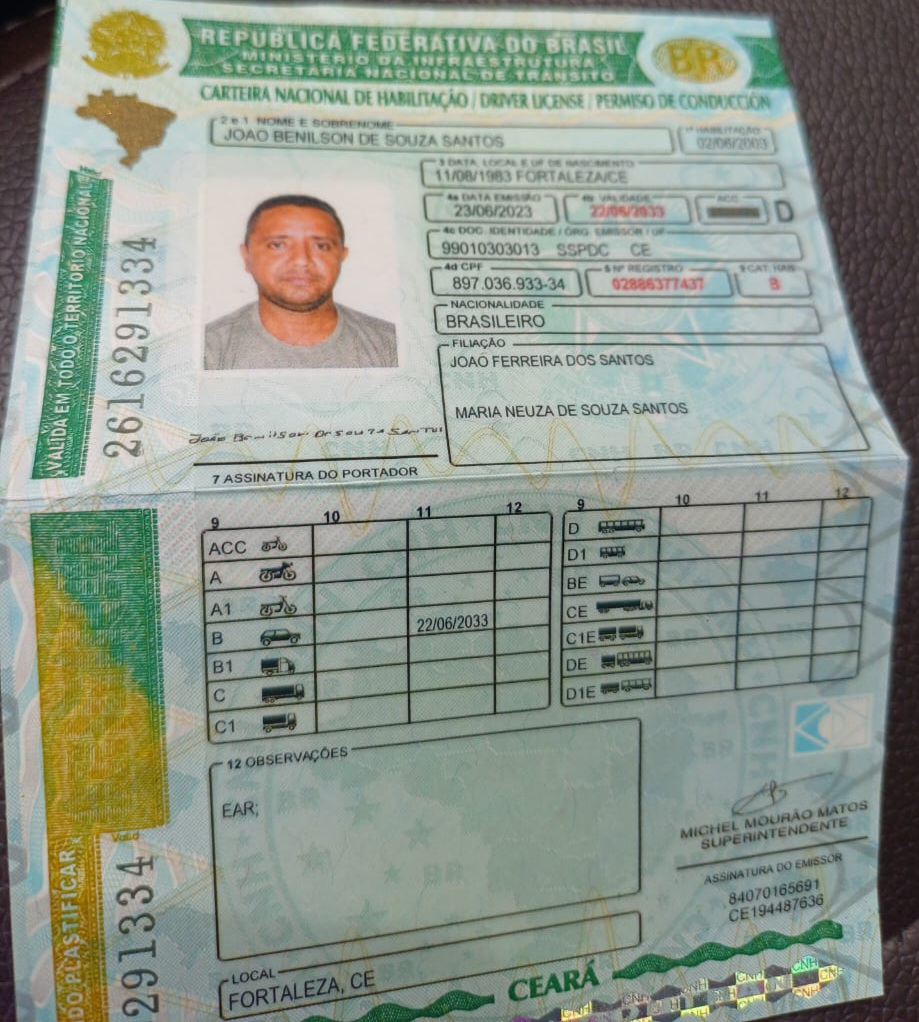 REPÚBLICA FEDERATIVA DO BRASIL
MINISTÉRIO DA INFRAESTRUTURA
SECRETARIA NACIONAL DE TRÂNSITO
BR
CARTEIRA NACIONAL DE HABILITAÇÃO / DRIVER LICENSE / PERMISO DE CONDUCCIÓN
2 e 1 NOME E SOBRENOME
JOAO BENILSON DE SOUZA SANTOS
1ª HABILITAÇÃO
02/06/2003
3 DATA, LOCAL E UF DE NASCIMENTO
11/08/1983 FORTALEZA/CE
4a DATA EMISSÃO
23/06/2023
4b VALIDADE
22/06/2033
ACC
D
4c DOC. IDENTIDADE / ÓRG. EMISSOR / UF
99010303013 SSPDC CE
4d CPF
897.036.933-34
5 Nº REGISTRO
02886377437
9 CAT. HAB
B
NACIONALIDADE
BRASILEIRO
FILIAÇÃO
JOAO FERREIRA DOS SANTOS
MARIA NEUZA DE SOUZA SANTOS
VÁLIDA EM TODO O TERRITÓRIO NACIONAL
2616291334
João Benilson De Souza Santos
7 ASSINATURA DO PORTADOR
9 10 11 12
ACC
A
A1
B 22/06/2033
B1
C
C1
9 10 11 12
D
D1
BE
CE
C1E
DE
D1E
12 OBSERVAÇÕES
EAR;
MICHEL MOURÃO MATOS
SUPERINTENDENTE
ASSINATURA DO EMISSOR
84070165691
CE194487636
DO PLASTIFICAR
291334
LOCAL
FORTALEZA, CE
CEARÁ
CNH CNH CNH CNH CNH